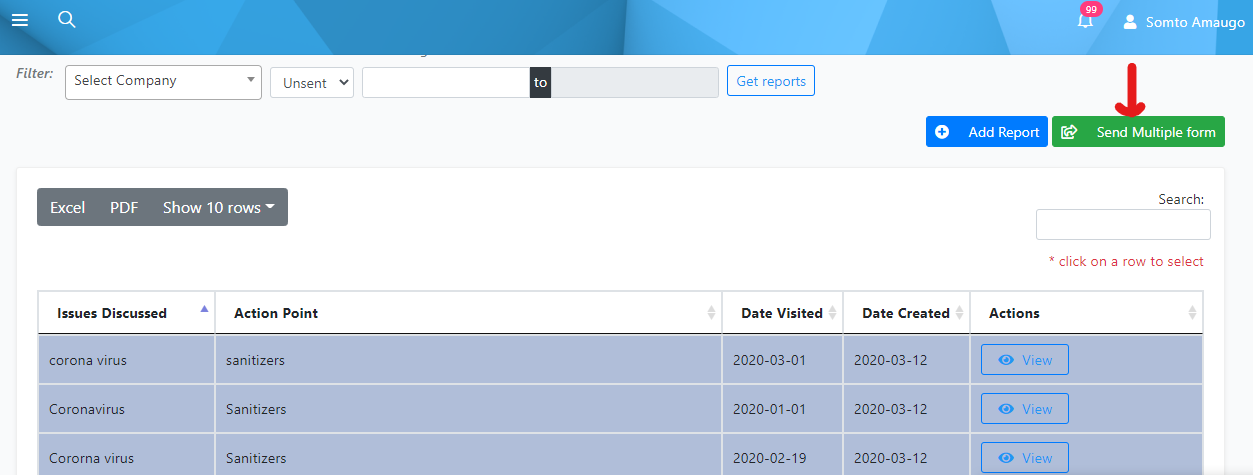 99
Somto Amaugo
Filter:
Select Company
Unsent
to
Get reports
Add Report
Send Multiple form
Excel PDF Show 10 rows
Search:
* click on a row to select
Issues Discussed Action Point Date Visited Date Created Actions
corona virus sanitizers 2020-03-01 2020-03-12 View
Coronavirus Sanitizers 2020-01-01 2020-03-12 View
Cororna virus Sanitizers 2020-02-19 2020-03-12 View